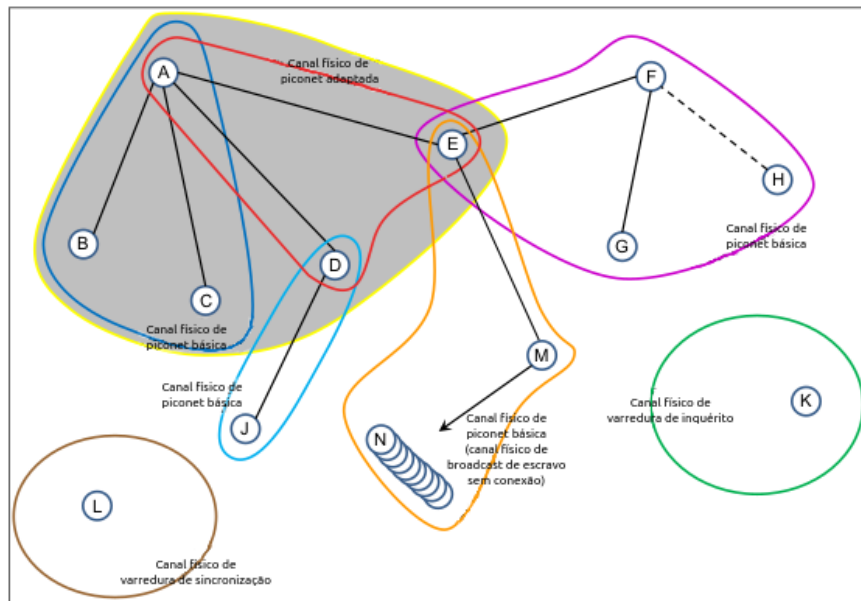 A
Canal físico de
piconet adaptada
F
E
H
B
G
Canal físico de
piconet básica
D
C
Canal físico de
piconet básica
M
Canal físico de
piconet básica
Canal físico de
varredura de inquérito
K
J
N
Canal físico de
piconet básica
(canal físico de
broadcast de escravo
sem conexão)
L
Canal físico de
varredura de sincronização